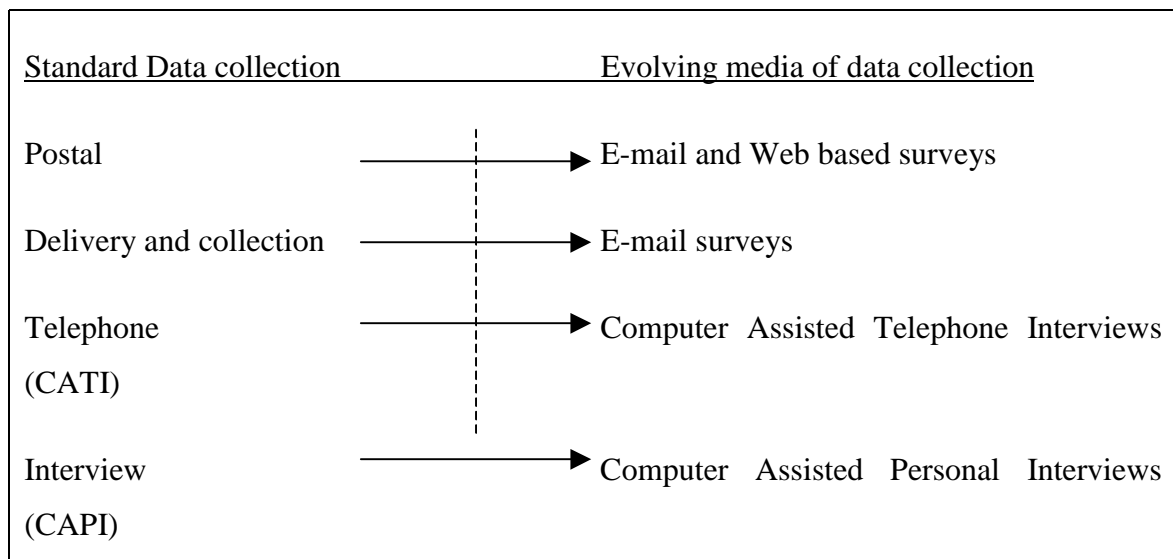 Standard Data collection Evolving media of data collection
Postal E-mail and Web based surveys
Delivery and collection E-mail surveys
Telephone Computer Assisted Telephone Interviews
(CATI)
Interview Computer Assisted Personal Interviews
(CAPI)